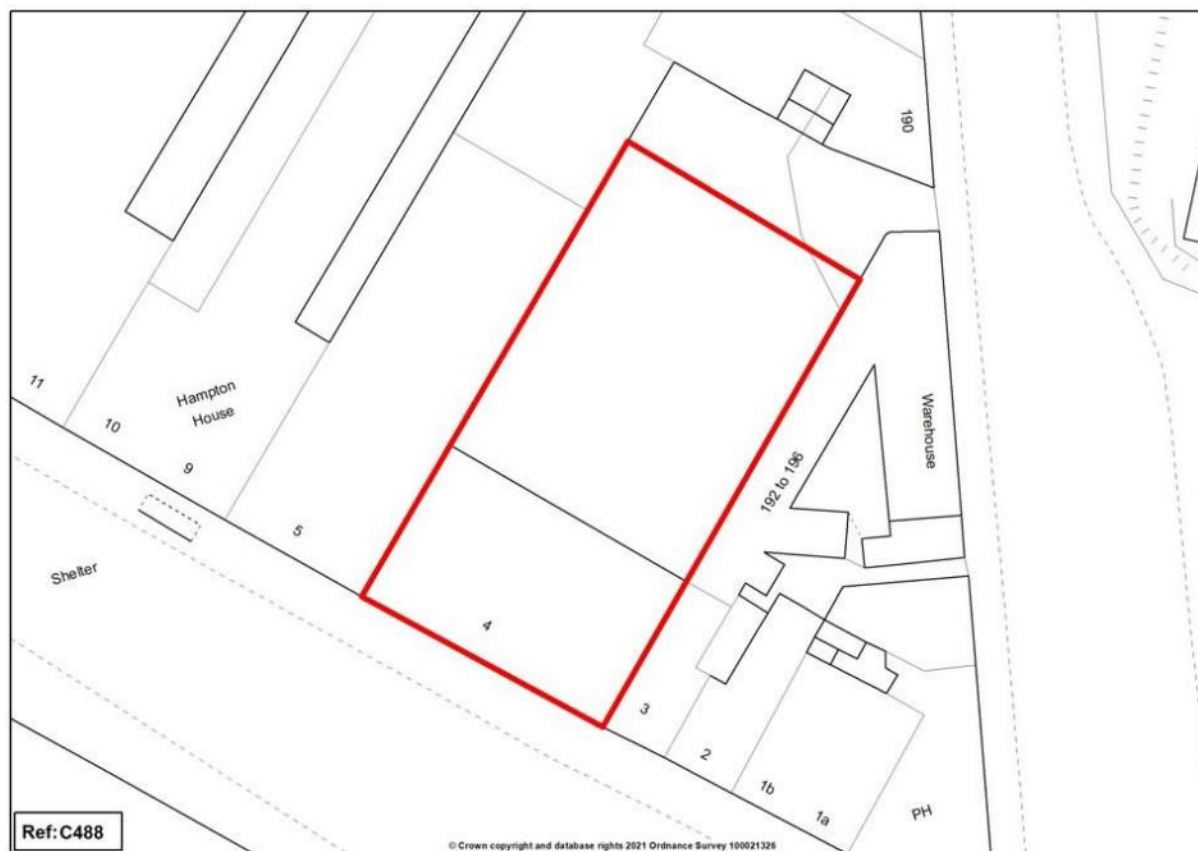 190
11
Hampton
House
10
9
5
Shelter
4
3
2
1b
1a
PH
192 to 196
Warehouse
Ref:C488
© Crown copyright and database rights 2021 Ordnance Survey 100021326